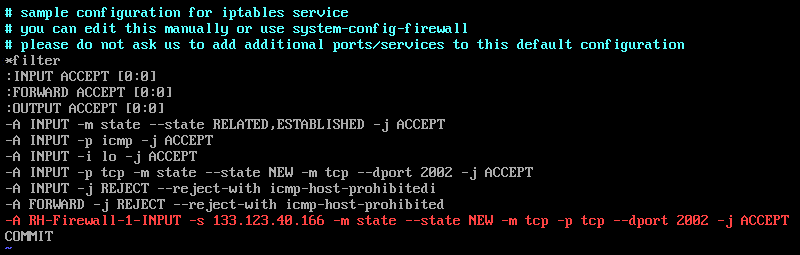 # sample configuration for iptables service
# you can edit this manually or use system-config-firewall
# please do not ask us to add additional ports/services to this default configuration
*filter
:INPUT ACCEPT [0:0]
:FORWARD ACCEPT [0:0]
:OUTPUT ACCEPT [0:0]
-A INPUT -m state --state RELATED,ESTABLISHED -j ACCEPT
-A INPUT -p icmp -j ACCEPT
-A INPUT -i lo -j ACCEPT
-A INPUT -p tcp -m state --state NEW -m tcp --dport 2002 -j ACCEPT
-A INPUT -j REJECT --reject-with icmp-host-prohibitedi
-A FORWARD -j REJECT --reject-with icmp-host-prohibited
-A RH-Firewall-1-INPUT -s 133.123.40.166 -m state --state NEW -m tcp -p tcp --dport 2002 -j ACCEPT
COMMIT
~